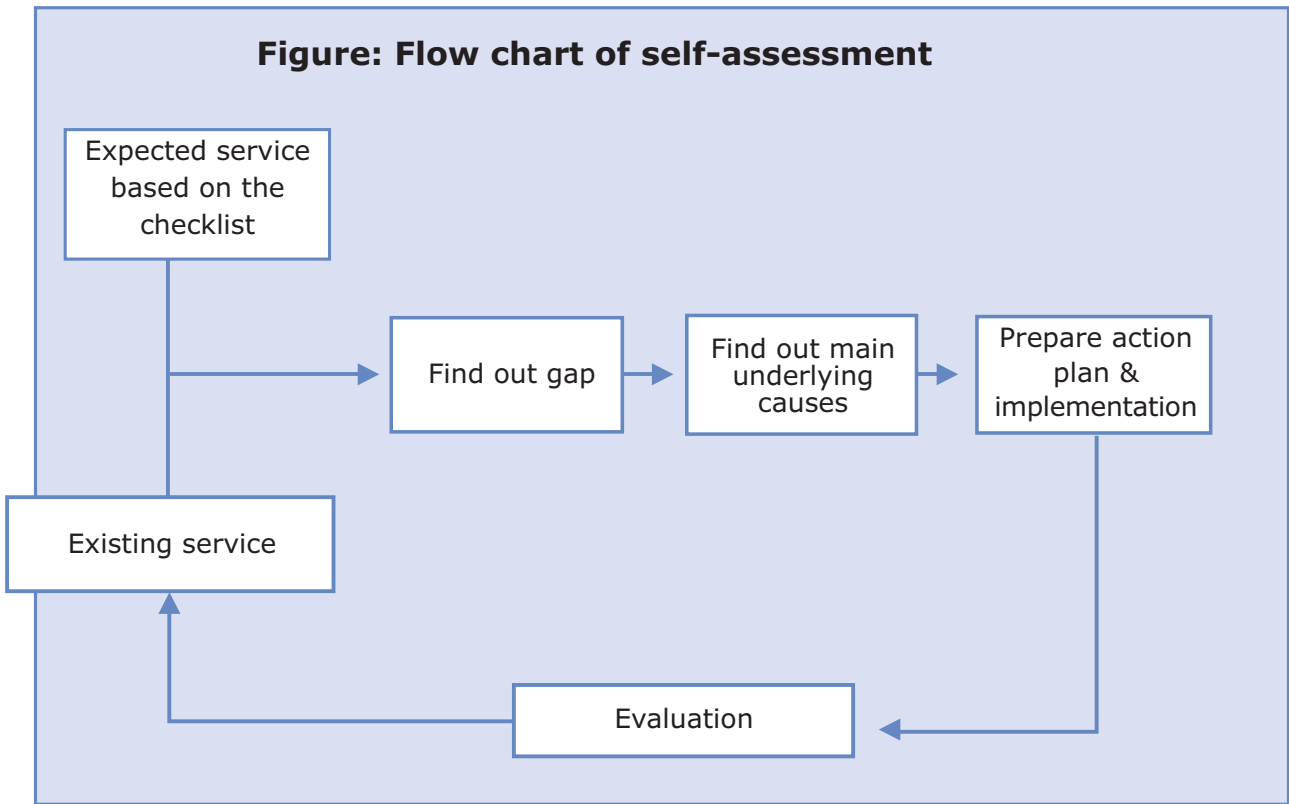 Figure: Flow chart of self-assessment
Expected service
based on the
checklist
Find out gap
Find out main
underlying
causes
Prepare action
plan &
implementation
Existing service
Evaluation